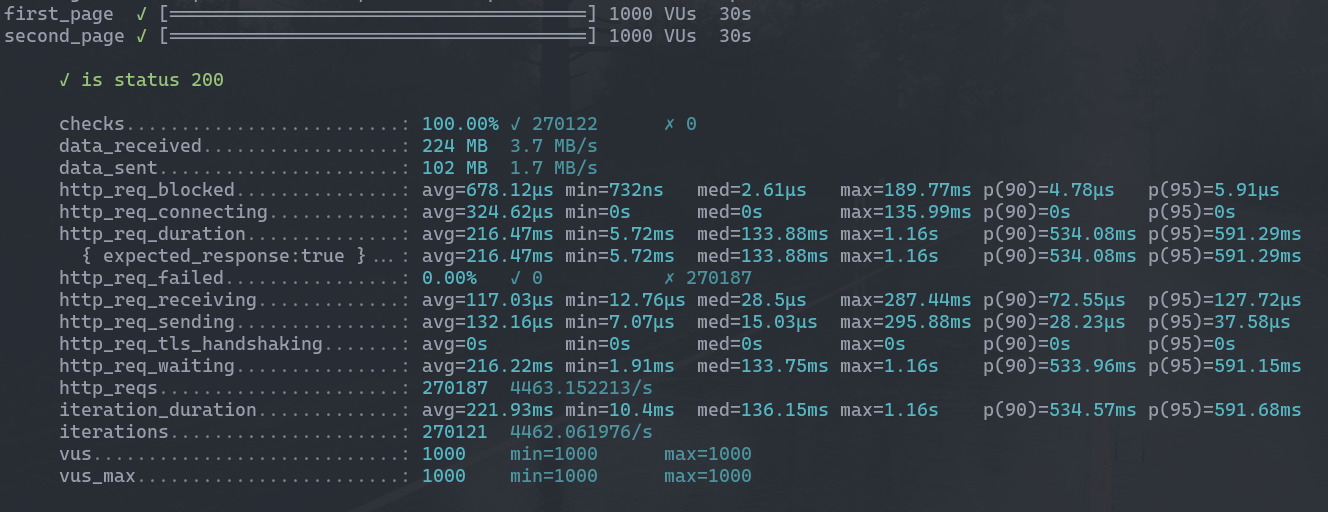 first_page ✓ [======================================] 1000 VUs 30s
second_page ✓ [======================================] 1000 VUs 30s
✓ is status 200
checks.........................: 100.00% ✓ 270122 ✗ 0
data_received..................: 224 MB 3.7 MB/s
data_sent......................: 102 MB 1.7 MB/s
http_req_blocked...............: avg=678.12µs min=732ns med=2.61µs max=189.77ms p(90)=4.78µs p(95)=5.91µs
http_req_connecting............: avg=324.62µs min=0s med=0s max=135.99ms p(90)=0s p(95)=0s
http_req_duration..............: avg=216.47ms min=5.72ms med=133.88ms max=1.16s p(90)=534.08ms p(95)=591.29ms
{ expected_response:true }...: avg=216.47ms min=5.72ms med=133.88ms max=1.16s p(90)=534.08ms p(95)=591.29ms
http_req_failed................: 0.00% ✓ 0 ✗ 270187
http_req_receiving.............: avg=117.03µs min=12.76µs med=28.5µs max=287.44ms p(90)=72.55µs p(95)=127.72µs
http_req_sending...............: avg=132.16µs min=7.07µs med=15.03µs max=295.88ms p(90)=28.23µs p(95)=37.58µs
http_req_tls_handshaking.......: avg=0s min=0s med=0s max=0s p(90)=0s p(95)=0s
http_req_waiting...............: avg=216.22ms min=1.91ms med=133.75ms max=1.16s p(90)=533.96ms p(95)=591.15ms
http_reqs......................: 270187 4463.152213/s
iteration_duration.............: avg=221.93ms min=10.4ms med=136.15ms max=1.16s p(90)=534.57ms p(95)=591.68ms
iterations.....................: 270121 4462.061976/s
vus............................: 1000 min=1000 max=1000
vus_max........................: 1000 min=1000 max=1000